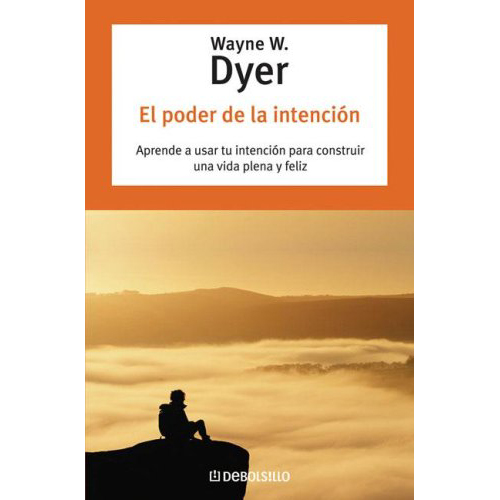 Wayne W.
Dyer
El poder de la intención
Aprende a usar tu intención para construir
una vida plena y feliz
DEBOLSILLO